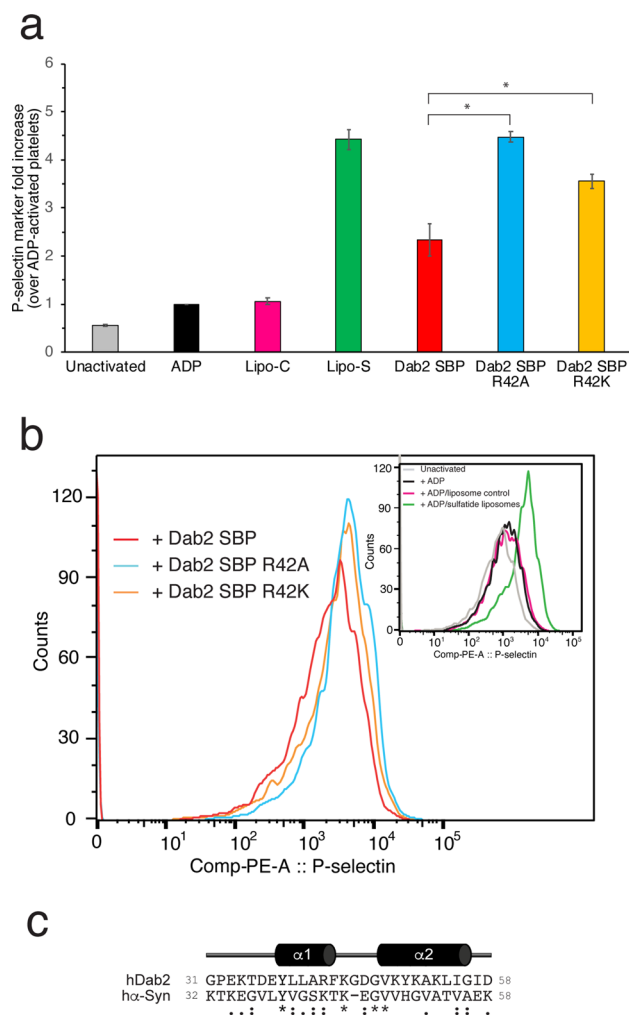 a
P-selectin marker fold increase
(over ADP-activated platelets)
6
5
4
3
2
1
0
Unactivated ADP Lipo-C Lipo-S Dab2 SBP Dab2 SBP R42A Dab2 SBP R42K
*
*
b
Counts
120
90
60
30
0
0 10¹ 10² 10³ 10⁴ 10⁵
Comp-PE-A :: P-selectin
+ Dab2 SBP
+ Dab2 SBP R42A
+ Dab2 SBP R42K
Counts
120
90
60
30
0
0 10¹ 10² 10³ 10⁴ 10⁵
Comp-PE-A :: P-selectin
Unactivated
+ ADP
+ ADP/liposome control
+ ADP/sulfatide liposomes
c
α1 α2
hDab2 31 GPEKTDEYLLARFKGDGVKYKAKLIGID 58
hα-Syn 32 KTKEGVLYVGSKTK-EGVVHGVATVAEK 58
..: *:.:: * :** . :.: